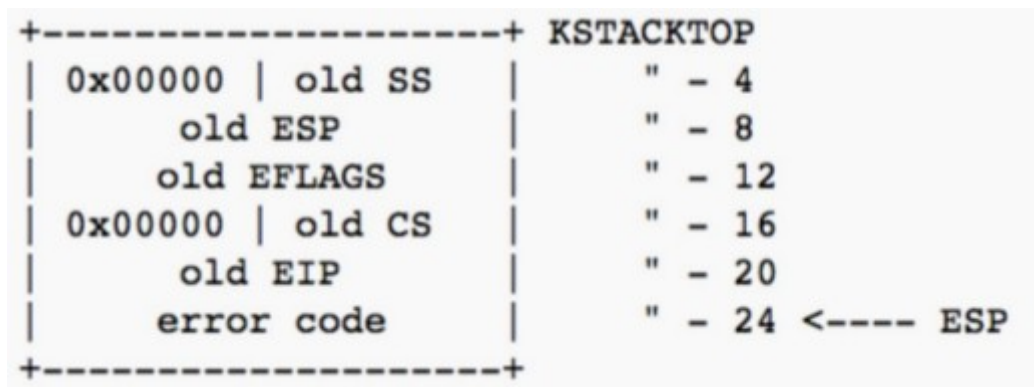 +---------------------+ KSTACKTOP
| 0x00000 | old SS | " - 4
| old ESP | " - 8
| old EFLAGS | " - 12
| 0x00000 | old CS | " - 16
| old EIP | " - 20
| error code | " - 24 <---- ESP
+---------------------+